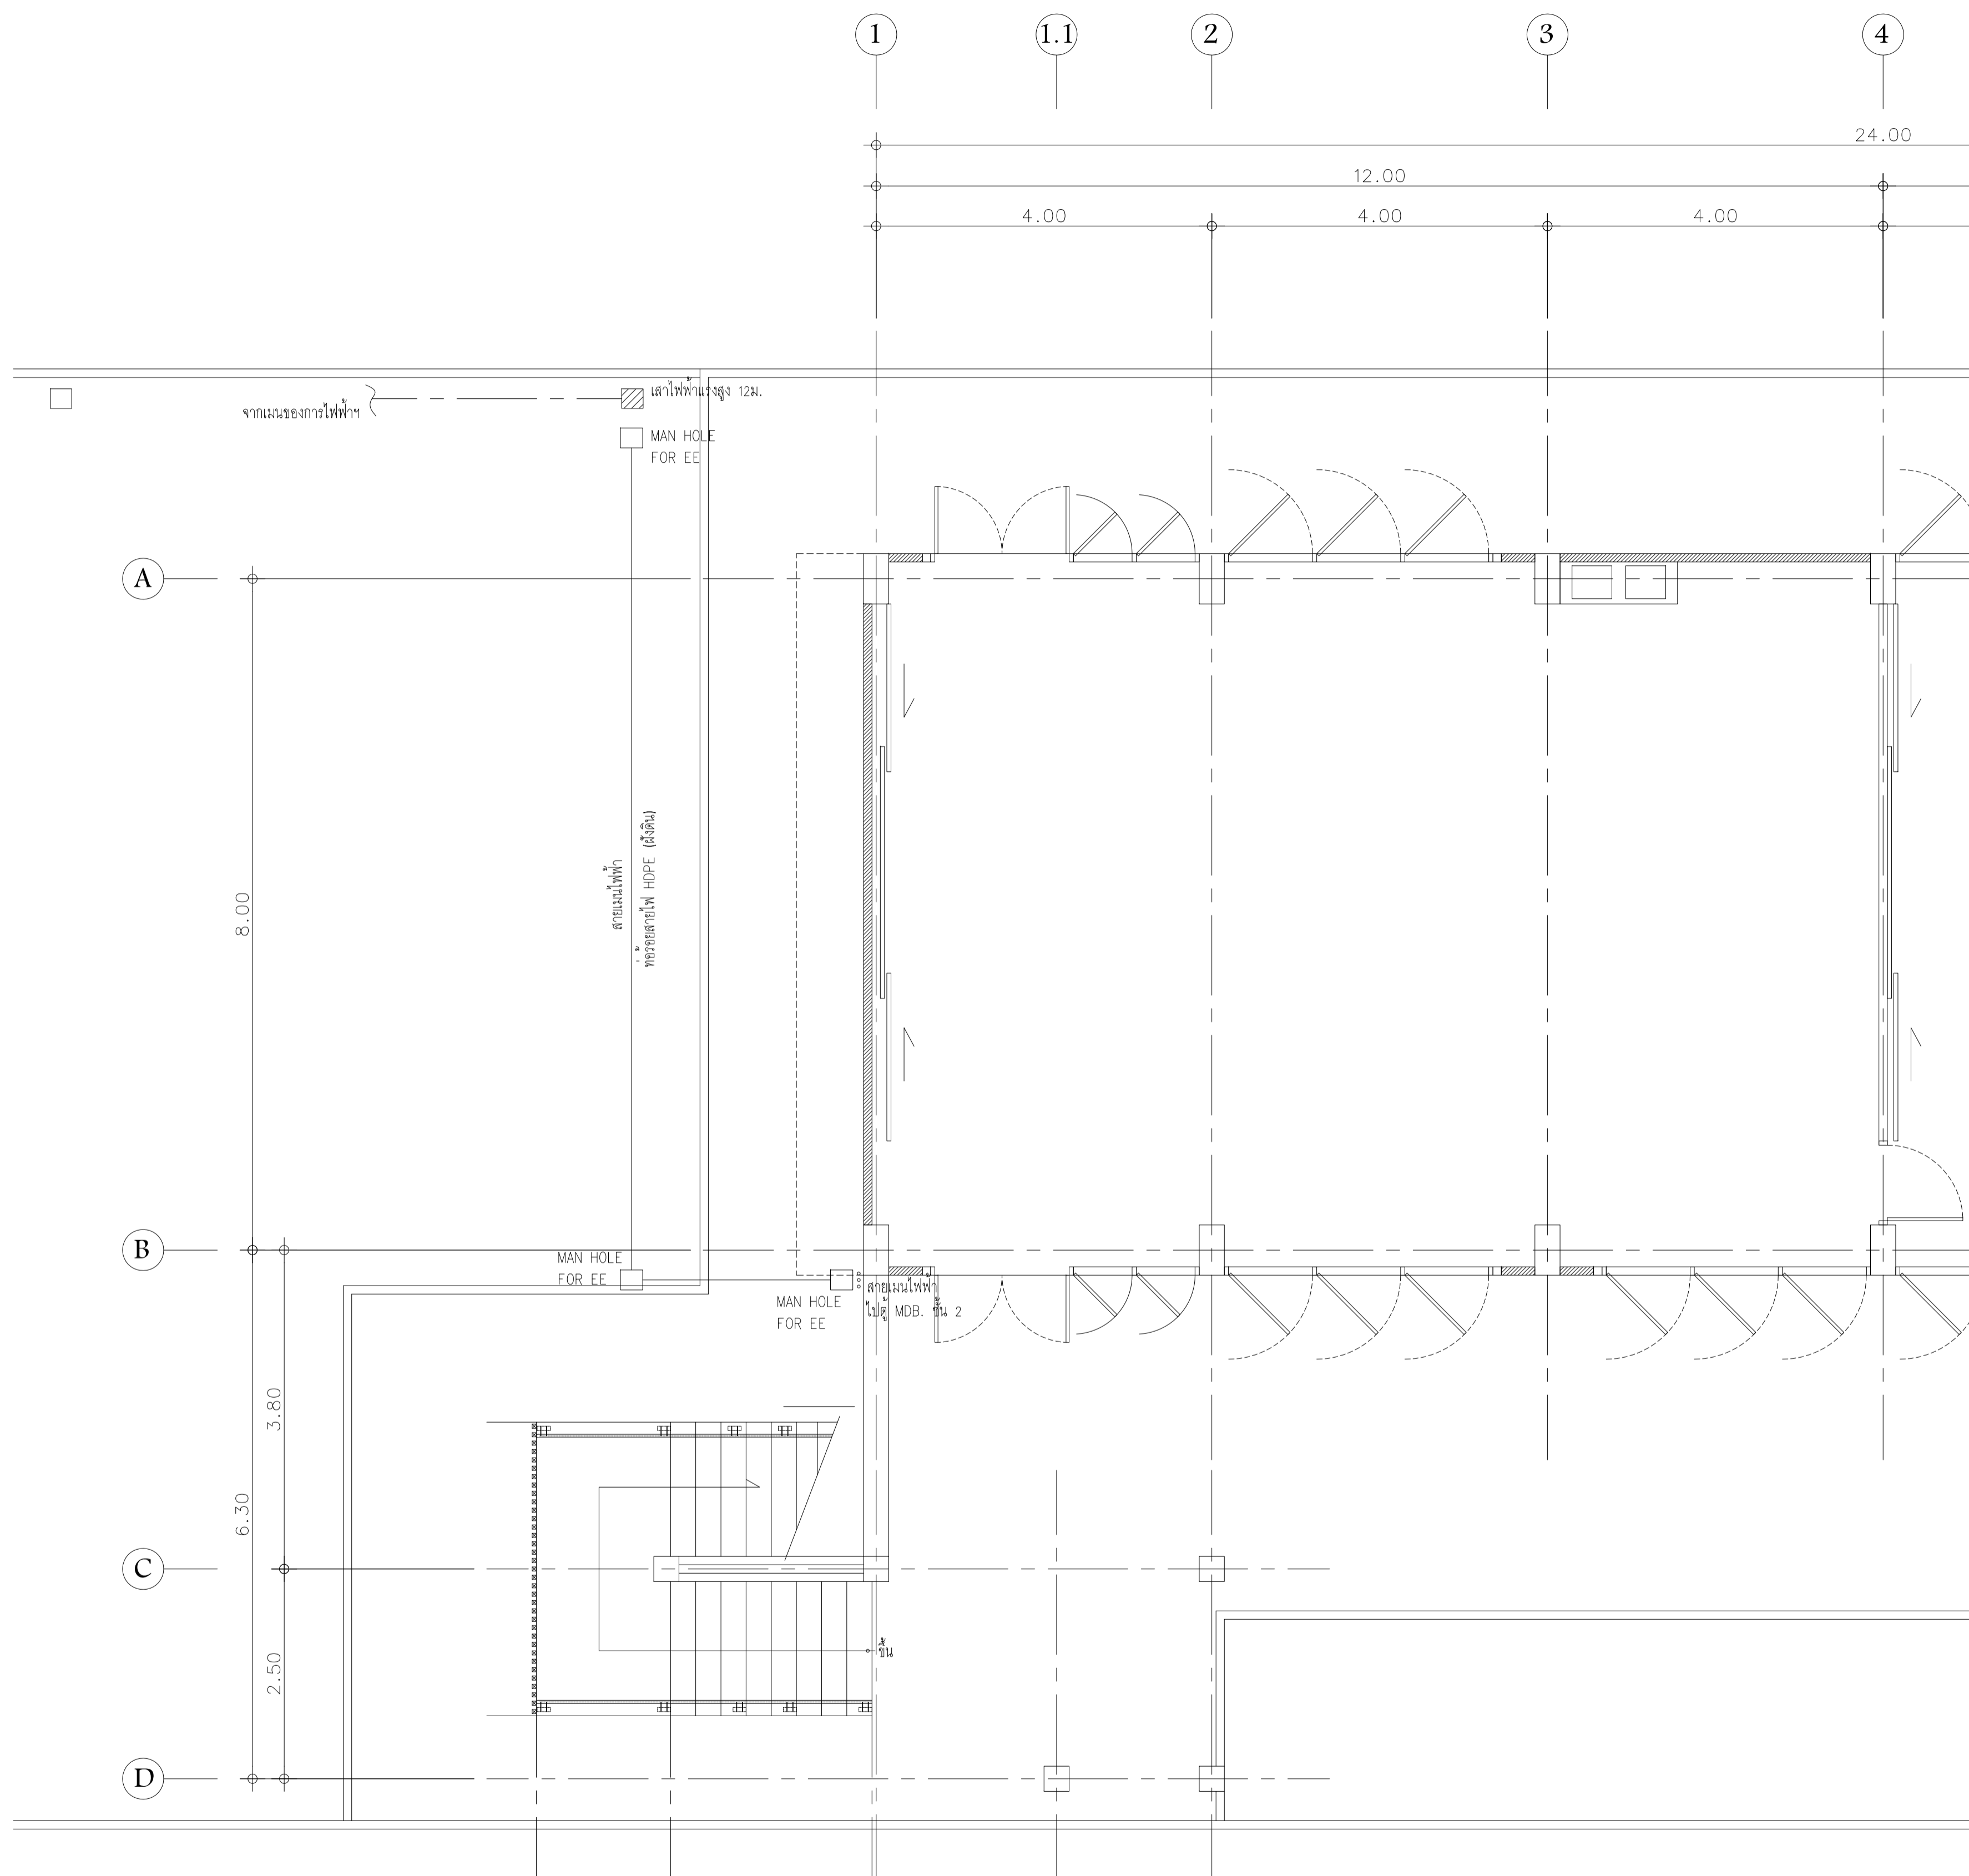 1
1.1
2
3
4
24.00
12.00
4.00
4.00
4.00
เสาไฟฟ้าแรงสูง 12ม.
จากเมนของการไฟฟ้าฯ
MAN HOLE
FOR EE
A
สายเมนไฟฟ้า
ท่อร้อยสายไฟ HDPE (ฝังดิน)
8.00
B
MAN HOLE
FOR EE
สายเมนไฟฟ้า
ไปตู้ MDB. ชั้น 2
MAN HOLE
FOR EE
3.80
6.30
C
ขึ้น
2.50
D